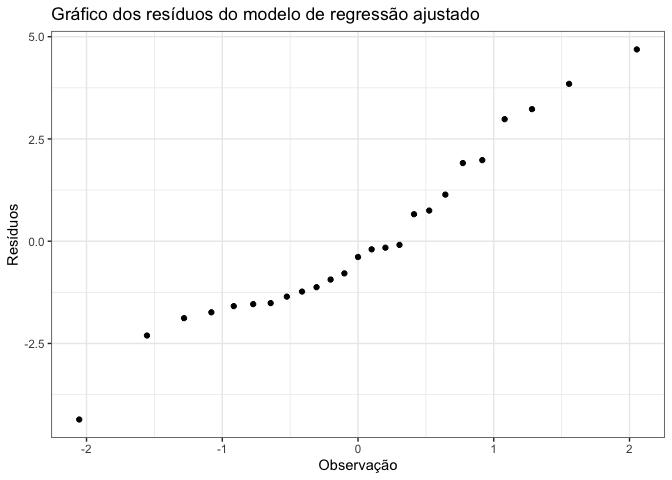 Gráfico dos resíduos do modelo de regressão ajustado
5.0
2.5
0.0
-2.5
Resíduos
-2 -1 0 1 2
Observação